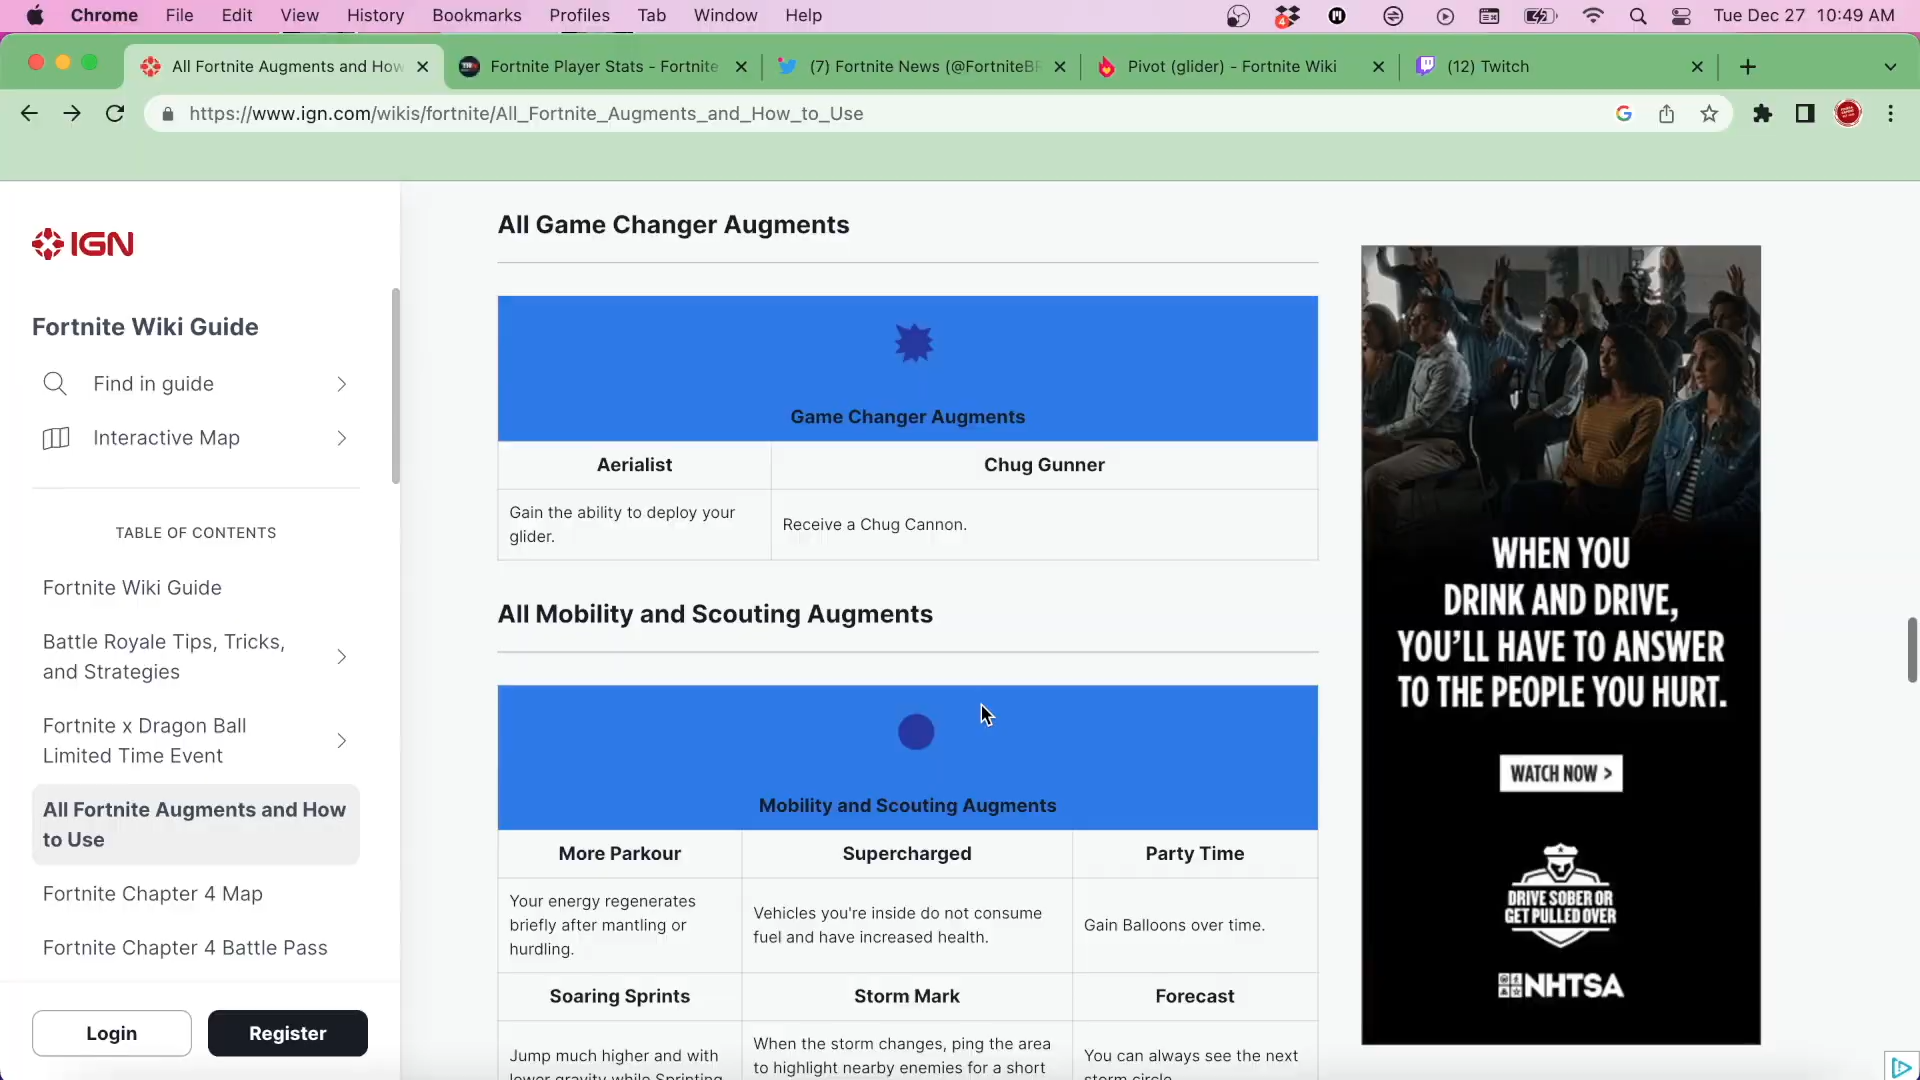 Chrome File Edit View History Bookmarks Profiles Tab Window Help
4
Tue Dec 27 10:49 AM
All Fortnite Augments and How
Fortnite Player Stats - Fortnite
(7) Fortnite News (@FortniteBR
Pivot (glider) - Fortnite Wiki
(12) Twitch
https://www.ign.com/wikis/fortnite/All_Fortnite_Augments_and_How_to_Use
IGN
Fortnite Wiki Guide
Find in guide
Interactive Map
TABLE OF CONTENTS
Fortnite Wiki Guide
Battle Royale Tips, Tricks,
and Strategies
Fortnite x Dragon Ball
Limited Time Event
All Fortnite Augments and How
to Use
Fortnite Chapter 4 Map
Fortnite Chapter 4 Battle Pass
Login
Register
All Game Changer Augments
Game Changer Augments
Aerialist
Chug Gunner
Gain the ability to deploy your
glider.
Receive a Chug Cannon.
All Mobility and Scouting Augments
Mobility and Scouting Augments
More Parkour
Supercharged
Party Time
Your energy regenerates
briefly after mantling or
hurdling.
Vehicles you're inside do not consume
fuel and have increased health.
Gain Balloons over time.
Soaring Sprints
Storm Mark
Forecast
Jump much higher and with
lower gravity while Sprinting
When the storm changes, ping the area
to highlight nearby enemies for a short
You can always see the next
storm circle
WHEN YOU
DRINK AND DRIVE,
YOU'LL HAVE TO ANSWER
TO THE PEOPLE YOU HURT.
WATCH NOW >
DRIVE SOBER OR
GET PULLED OVER
NHTSA